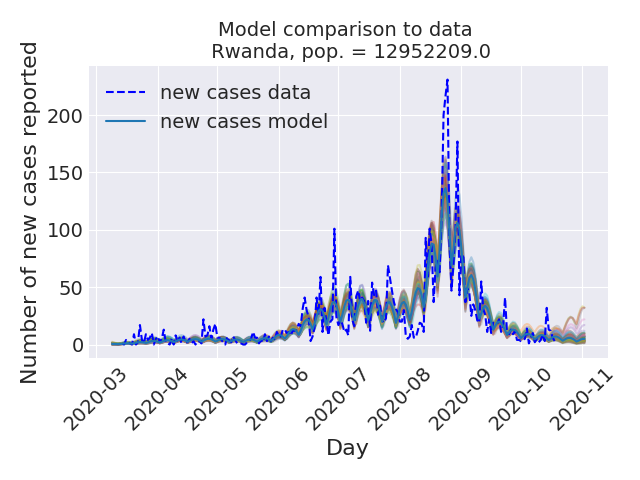 Model comparison to data
Rwanda, pop. = 12952209.0
Number of new cases reported
200
150
100
50
0
new cases data
new cases model
2020-03
2020-04
2020-05
2020-06
2020-07
2020-08
2020-09
2020-10
2020-11
Day